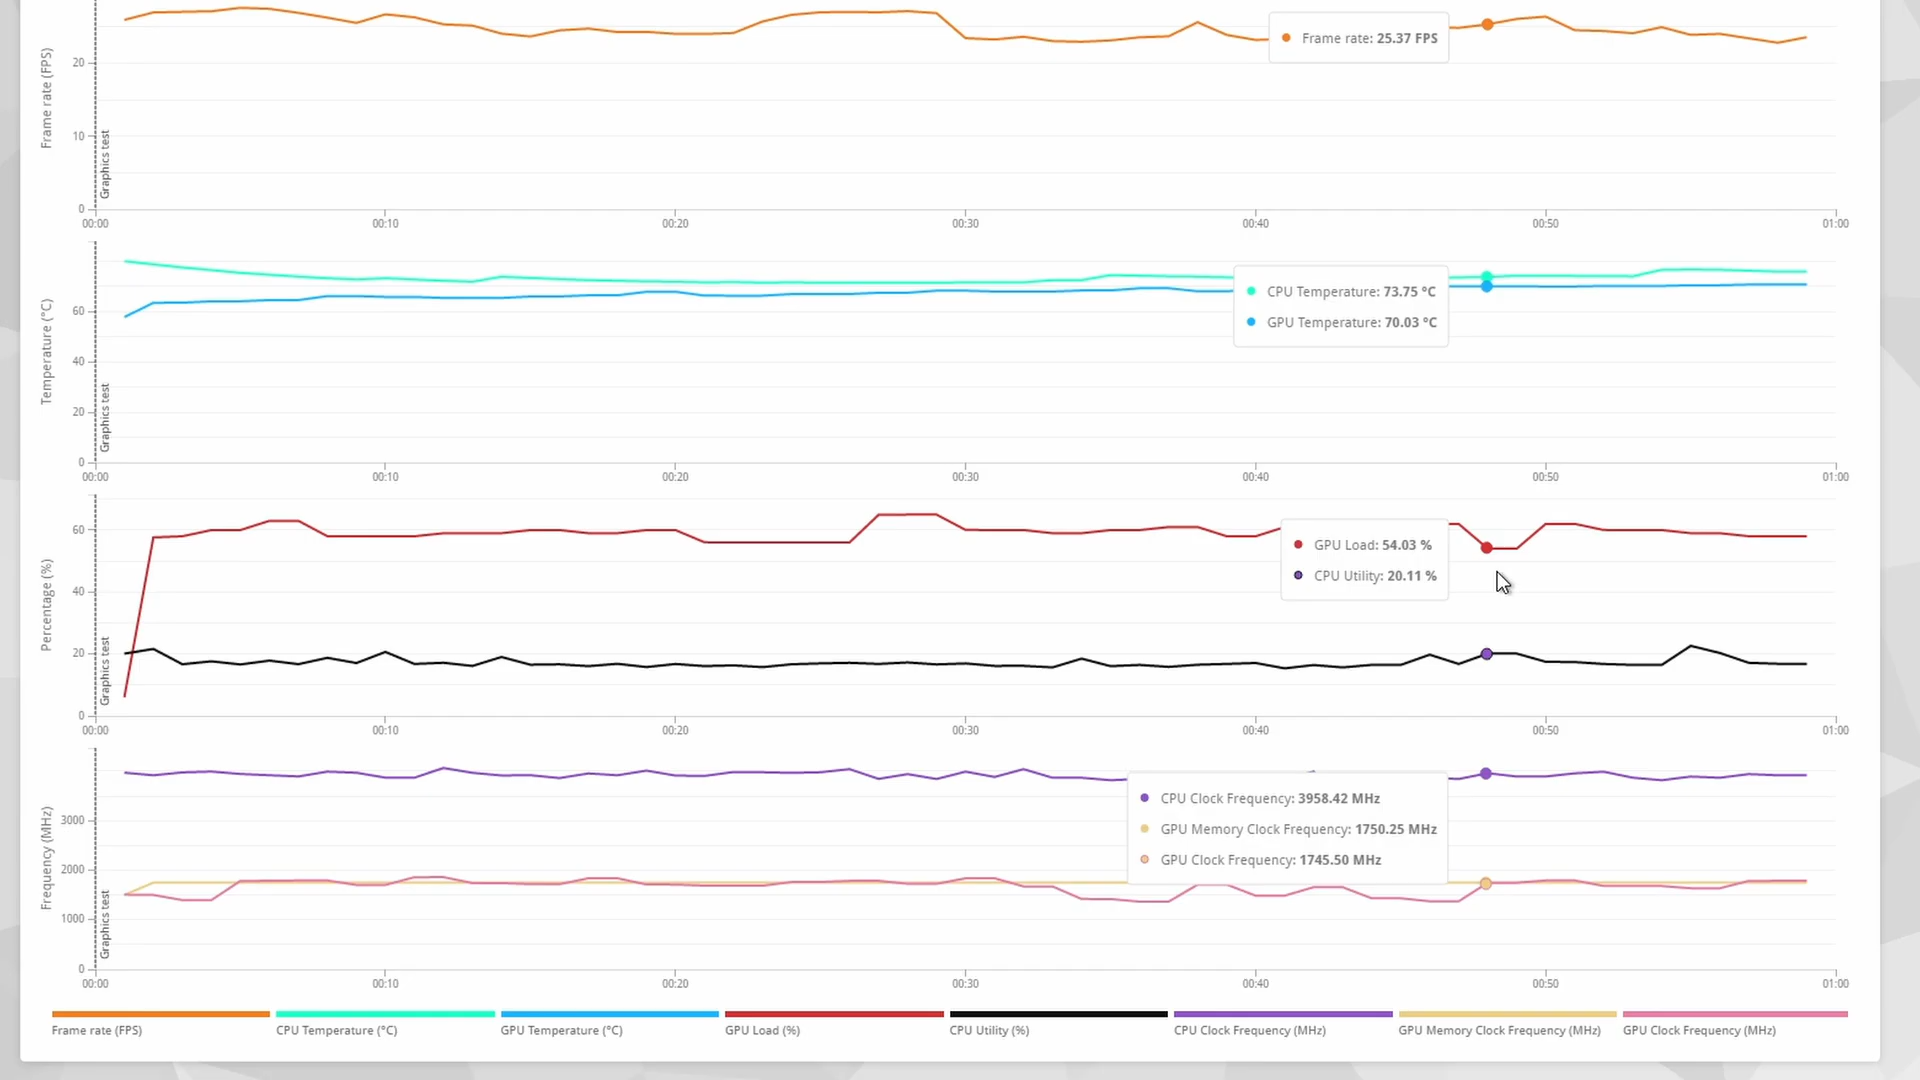 Frame rate (FPS)
20
10
0
Graphics test
Frame rate: 25.37 FPS
00:00 00:10 00:20 00:30 00:40 00:50 01:00
Temperature (°C)
60
40
20
0
Graphics test
CPU Temperature: 73.75 °C
GPU Temperature: 70.03 °C
00:00 00:10 00:20 00:30 00:40 00:50 01:00
Percentage (%)
60
40
20
0
Graphics test
GPU Load: 54.03 %
CPU Utility: 20.11 %
00:00 00:10 00:20 00:30 00:40 00:50 01:00
Frequency (MHz)
3000
2000
1000
0
Graphics test
CPU Clock Frequency: 3958.42 MHz
GPU Memory Clock Frequency: 1750.25 MHz
GPU Clock Frequency: 1745.50 MHz
00:00 00:10 00:20 00:30 00:40 00:50 01:00
Frame rate (FPS) CPU Temperature (°C) GPU Temperature (°C) GPU Load (%) CPU Utility (%) CPU Clock Frequency (MHz) GPU Memory Clock Frequency (MHz) GPU Clock Frequency (MHz)